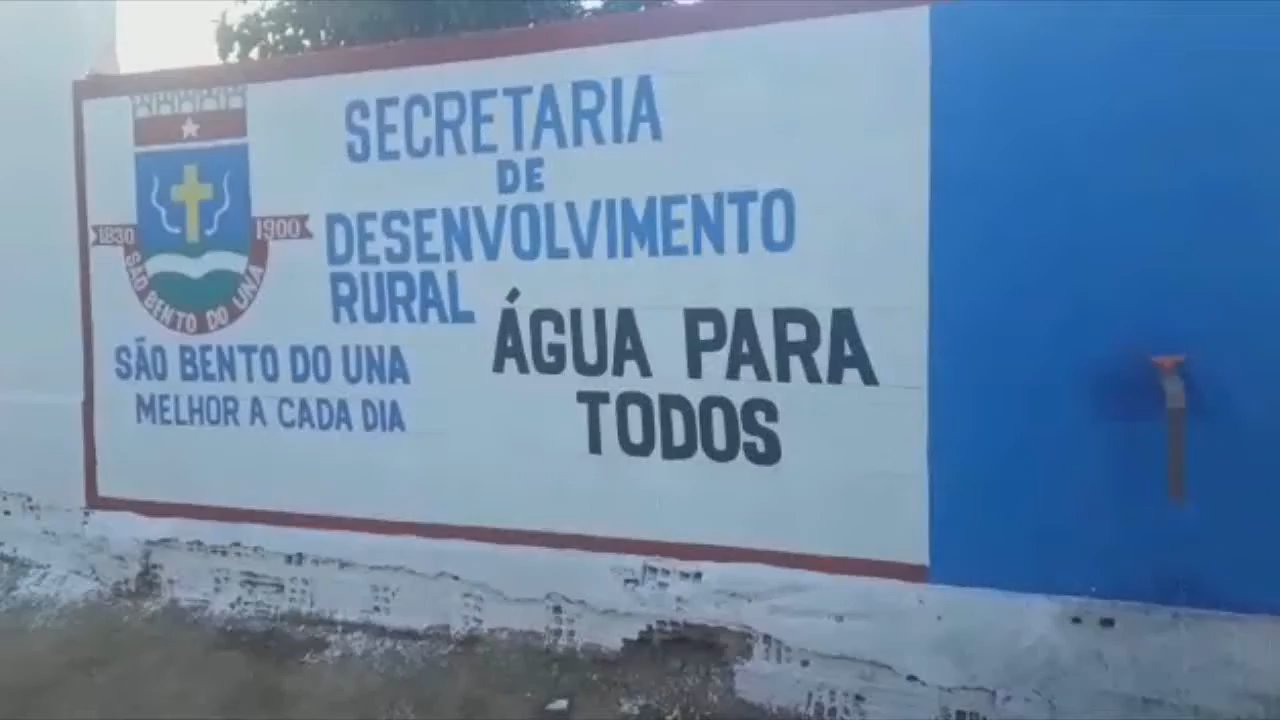 1830 1900
SÃO BENTO DO UNA
SÃO BENTO DO UNA
MELHOR A CADA DIA
SECRETARIA
DE
DESENVOLVIMENTO
RURAL
ÁGUA PARA
TODOS